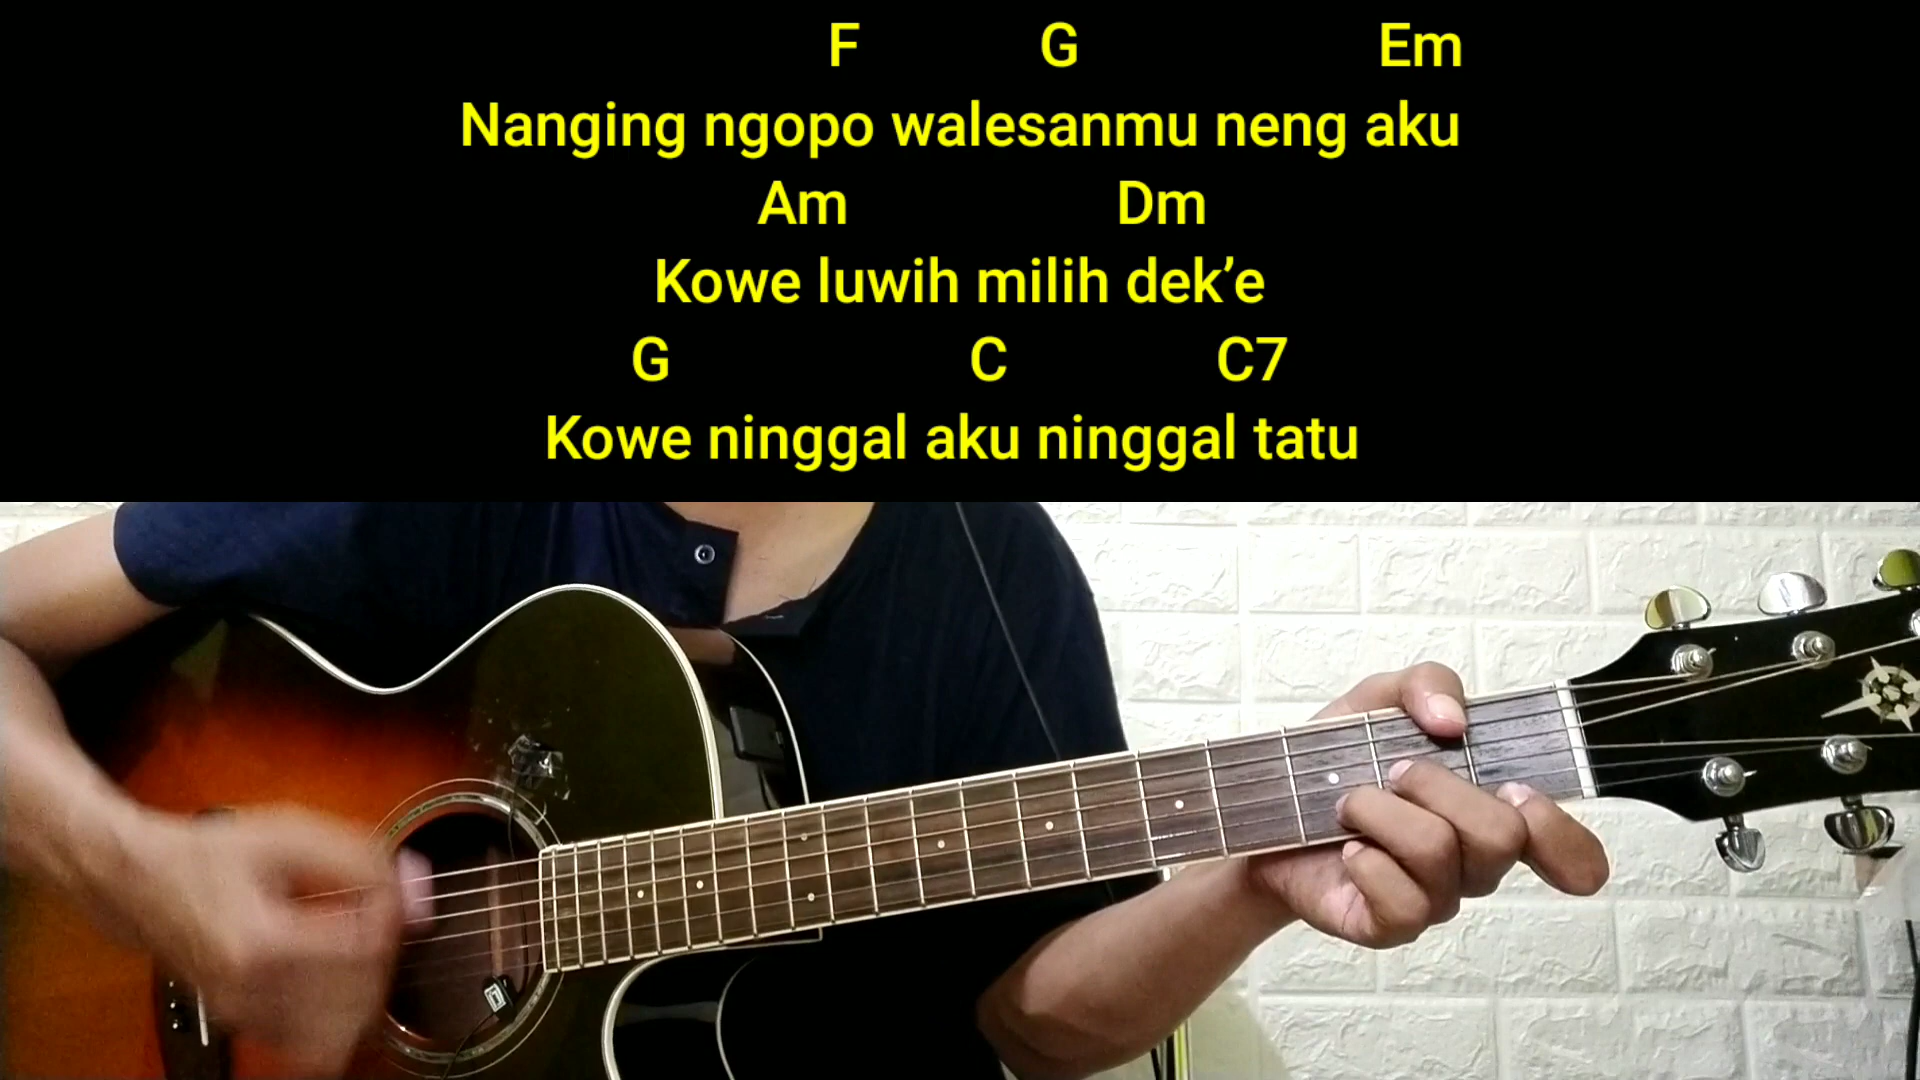 F G Em
Nanging ngopo walesanmu neng aku
Am Dm
Kowe luwih milih dek’e
G C C7
Kowe ninggal aku ninggal tatu